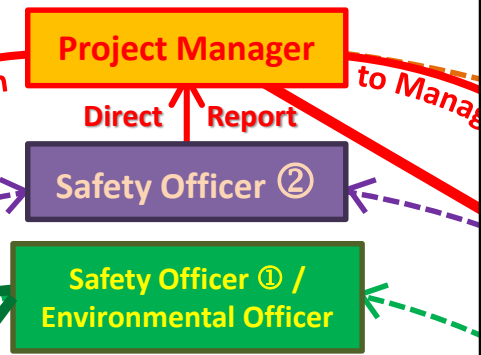 Project Manager
n
to Manag
Direct Report
Safety Officer ②
Safety Officer ① /
Environmental Officer